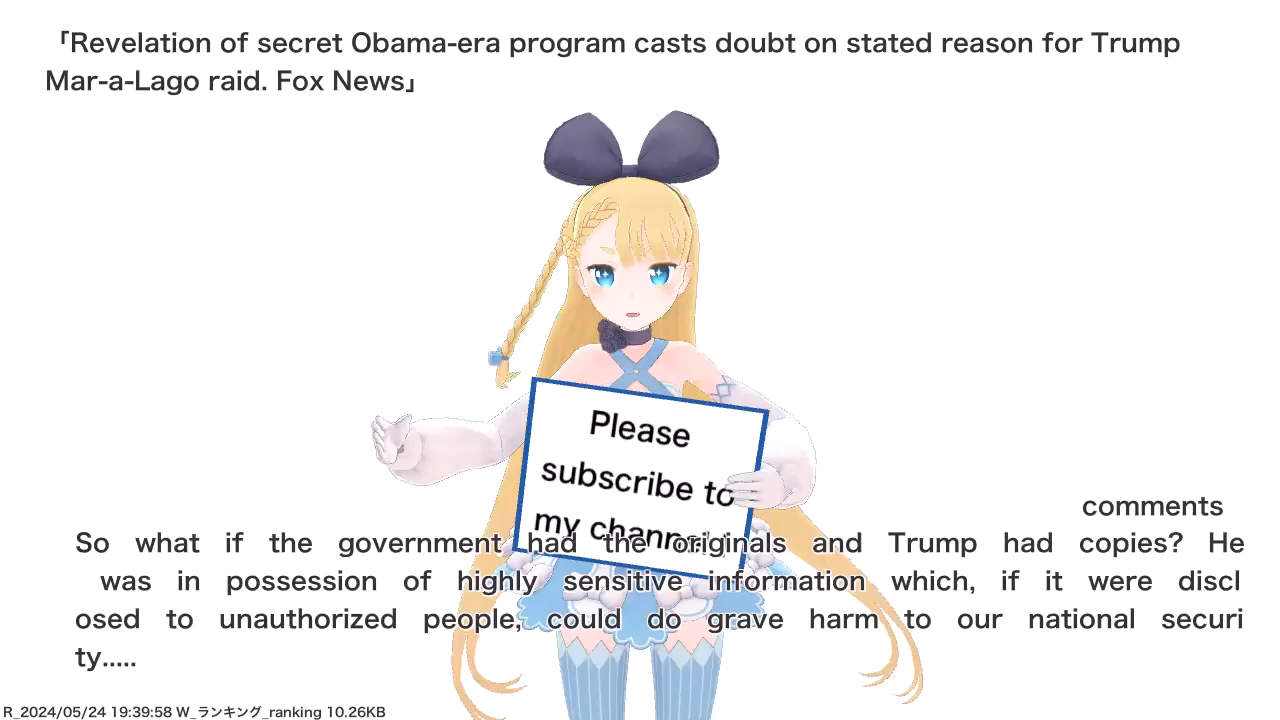 「Revelation of secret Obama-era program casts doubt on stated reason for Trump
Mar-a-Lago raid. Fox News」
Please
subscribe to
my channel!
comments
So what if the government had the originals and Trump had copies? He
was in possession of highly sensitive information which, if it were discl
osed to unauthorized people, could do grave harm to our national securi
ty.....
R_2024/05/24 19:39:58 W_ランキング_ranking 10.26KB